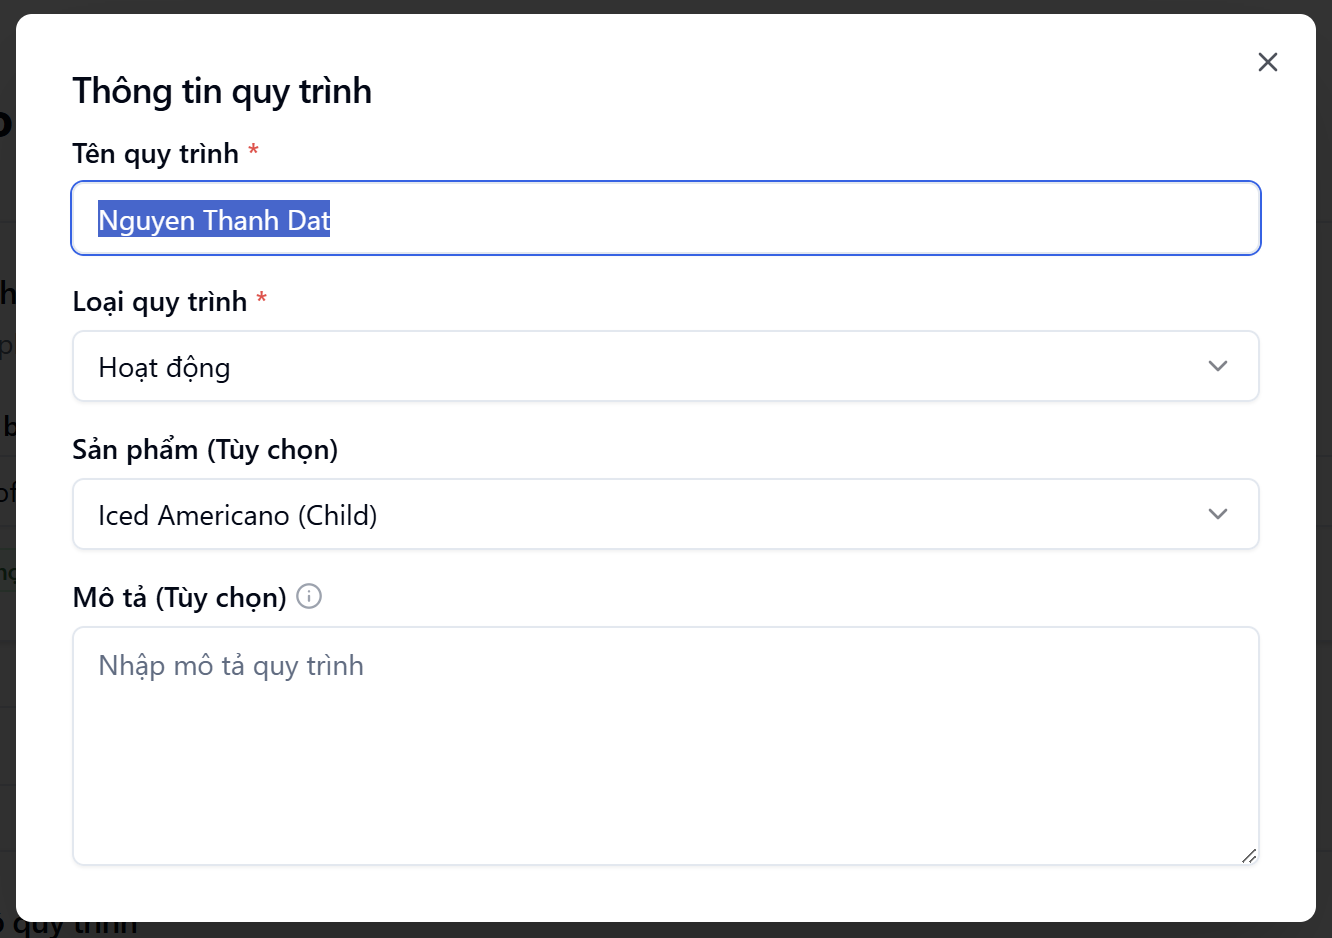 Thông tin quy trình
Tên quy trình *
Nguyen Thanh Dat
Loại quy trình *
Hoạt động
Sản phẩm (Tùy chọn)
Iced Americano (Child)
Mô tả (Tùy chọn)
Nhập mô tả quy trình